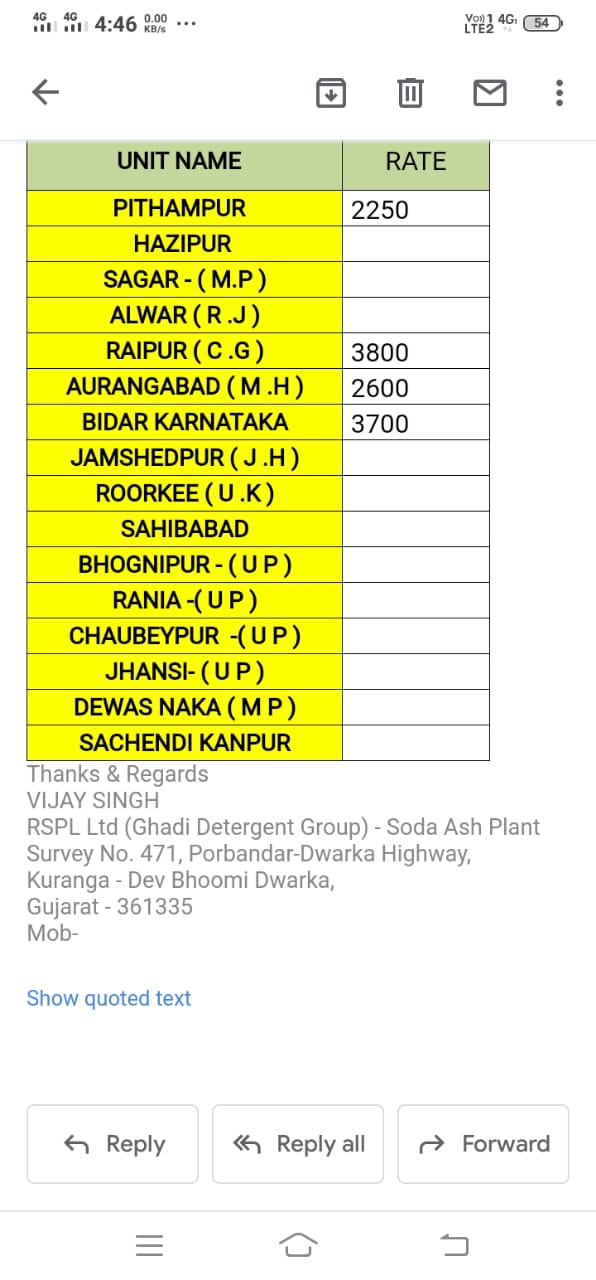 4G 4G 4:46 0.00 KB/s ... Vo)) 1 4G LTE2 54
UNIT NAME RATE
PITHAMPUR 2250
HAZIPUR
SAGAR - ( M.P )
ALWAR ( R .J )
RAIPUR ( C .G ) 3800
AURANGABAD ( M .H ) 2600
BIDAR KARNATAKA 3700
JAMSHEDPUR ( J .H )
ROORKEE ( U .K )
SAHIBABAD
BHOGNIPUR - ( U P )
RANIA -( U P )
CHAUBEYPUR -( U P )
JHANSI- ( U P )
DEWAS NAKA ( M P )
SACHENDI KANPUR
Thanks & Regards
VIJAY SINGH
RSPL Ltd (Ghadi Detergent Group) - Soda Ash Plant
Survey No. 471, Porbandar-Dwarka Highway,
Kuranga - Dev Bhoomi Dwarka,
Gujarat - 361335
Mob-
Show quoted text
Reply Reply all Forward